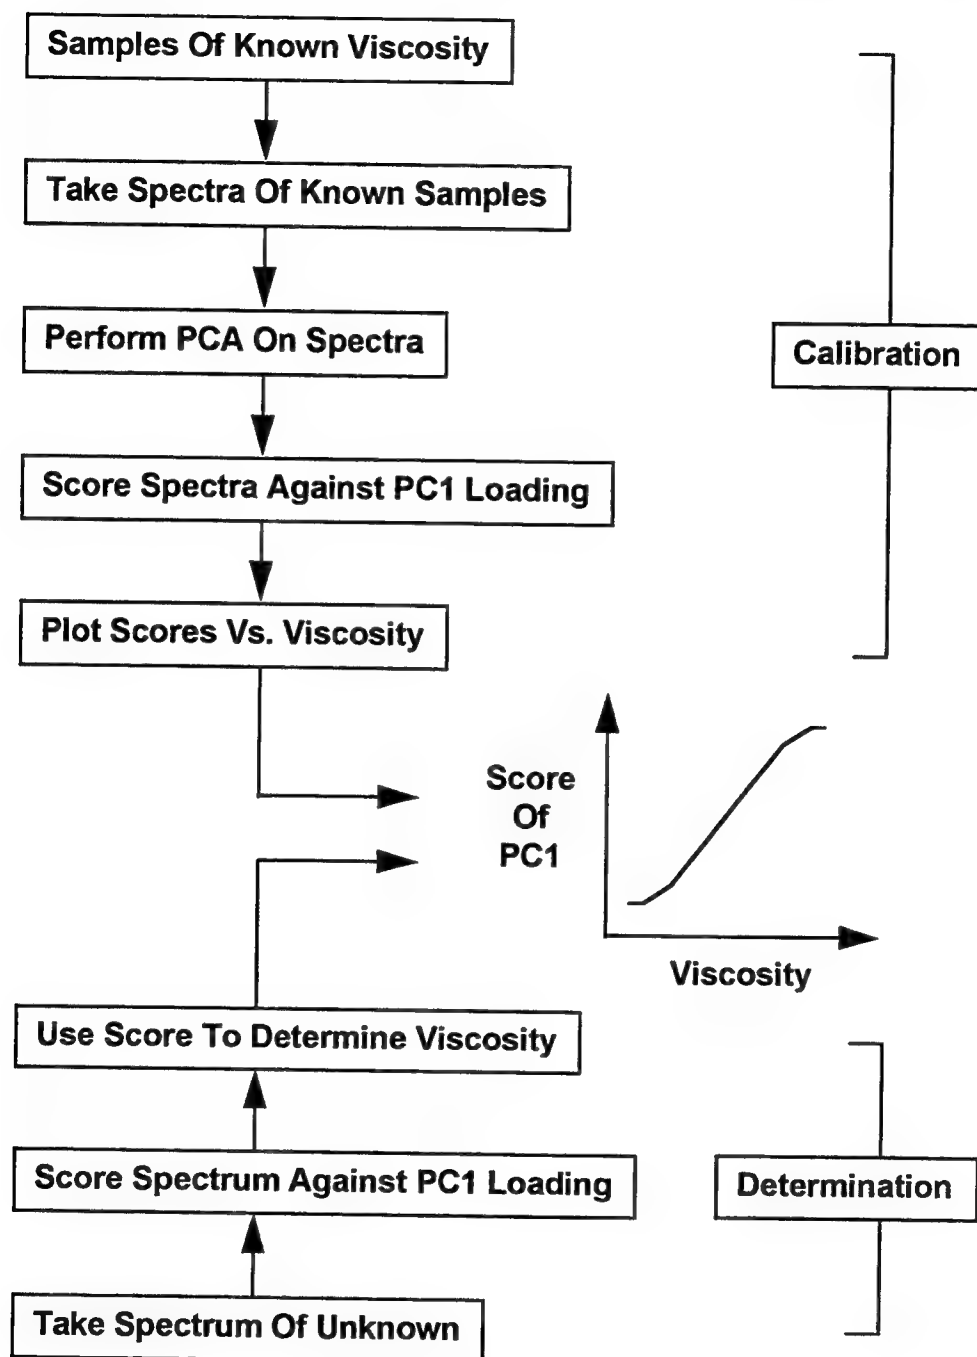 Samples Of Known Viscosity
Take Spectra Of Known Samples
Perform PCA On Spectra
Calibration
Score Spectra Against PC1 Loading
Plot Scores Vs. Viscosity
Score
Of
PC1
Viscosity
Use Score To Determine Viscosity
Score Spectrum Against PC1 Loading
Determination
Take Spectrum Of Unknown